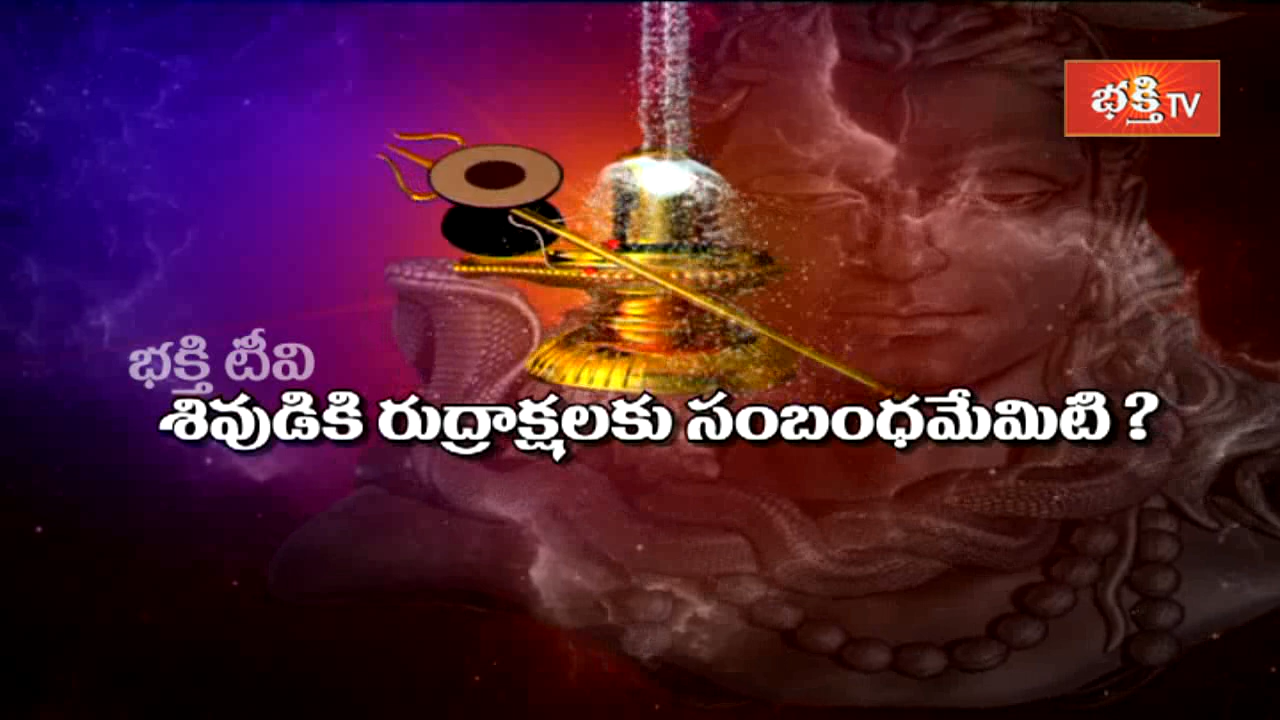 భక్తి TV
భక్తి టీవి
శివుడికి రుద్రాక్షలకు సంబంధమేమిటి ?